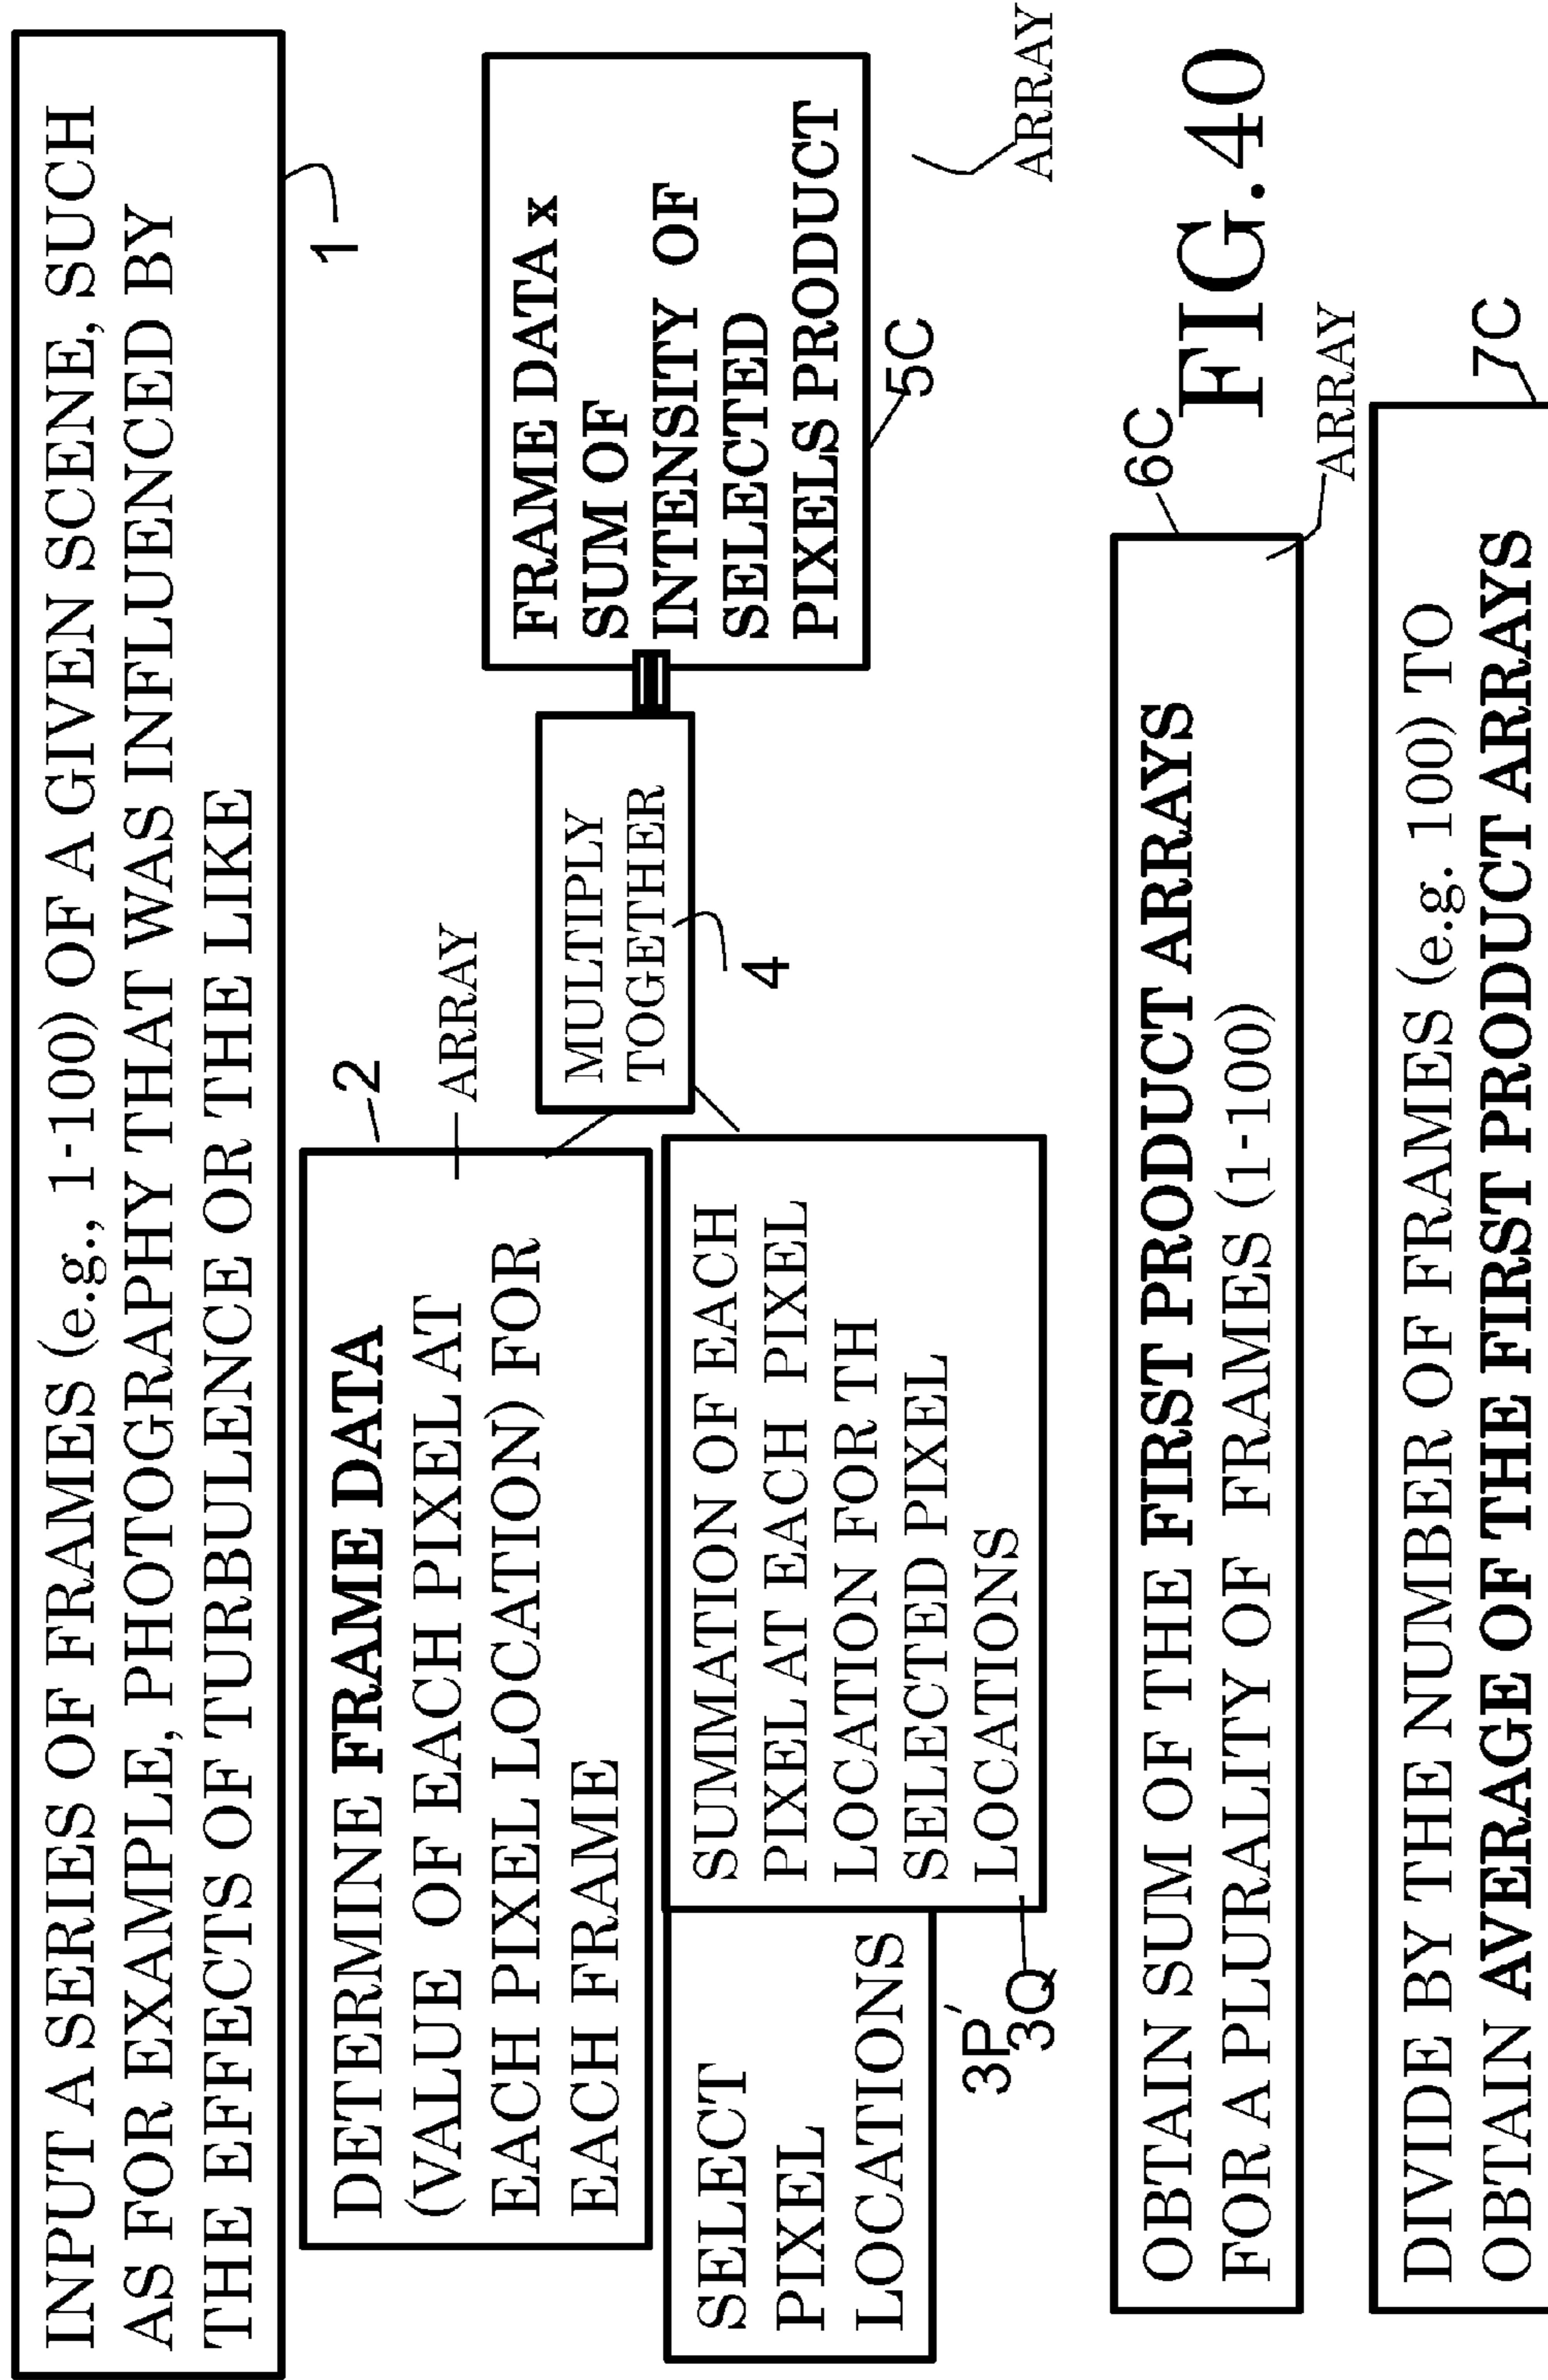 INPUT A SERIES OF FRAMES (e.g., 1-100) OF A GIVEN SCENE, SUCH
AS FOR EXAMPLE, PHOTOGRAPHY THAT WAS INFLUENCED BY
THE EFFECTS OF TURBULENCE OR THE LIKE
1
DETERMINE FRAME DATA
(VALUE OF EACH PIXEL AT
EACH PIXEL LOCATION) FOR
EACH FRAME
2
ARRAY
SELECT
PIXEL
LOCATIONS
3P'
SUMMATION OF EACH
PIXEL AT EACH PIXEL
LOCATION FOR TH
SELECTED PIXEL
LOCATIONS
3Q
MULTIPLY
TOGETHER
4
FRAME DATA x
SUM OF
INTENSITY OF
SELECTED
PIXELS PRODUCT
5C
ARRAY
OBTAIN SUM OF THE FIRST PRODUCT ARRAYS
FOR A PLURALITY OF FRAMES (1-100)
6C
FIG.40
ARRAY
DIVIDE BY THE NUMBER OF FRAMES (e.g. 100) TO
OBTAIN AVERAGE OF THE FIRST PRODUCT ARRAYS
7C